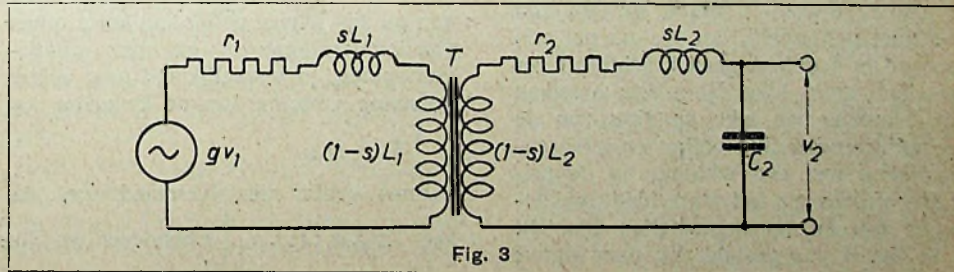 r₁
sL₁
T
r₂
sL₂
gv₁
(1-s)L₁
(1-s)L₂
C₂
v₂
Fig. 3